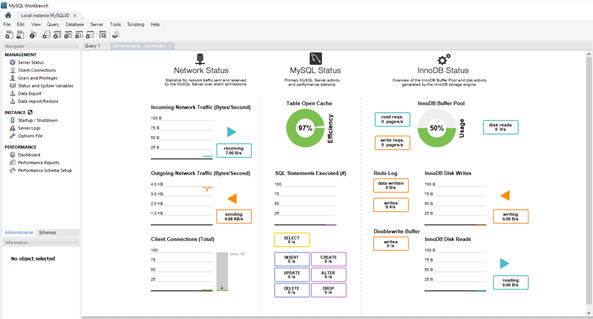 MySQL Workbench
Local instance MySQL80
File Edit View Query Database Server Tools Scripting Help
Navigator
MANAGEMENT
Server Status
Client Connections
Users and Privileges
Status and System Variables
Data Export
Data Import/Restore
INSTANCE
Startup / Shutdown
Server Logs
Options File
PERFORMANCE
Dashboard
Performance Reports
Performance Schema Setup
Administration Schemas
Information
No object selected
Query 1 Administration - Dashboard
Network Status
Statistics for network traffic sent and received
by the MySQL Server over client connections.
Incoming Network Traffic (Bytes/Second)
100 B
75 B
50 B
25 B
receiving
7.00 B/s
Outgoing Network Traffic (Bytes/Second)
4.0 KB
3.0 KB
2.0 KB
1.0 KB
sending
4.68 KB/s
Client Connections (Total)
100
75
50
25
MySQL Status
Primary MySQL Server activity
and performance statistics.
Table Open Cache
97%
Efficiency
SQL Statements Executed (#)
100
75
50
25
SELECT
0 /s
INSERT
0 /s
CREATE
0 /s
UPDATE
0 /s
ALTER
0 /s
DELETE
0 /s
DROP
0 /s
InnoDB Status
Overview of the InnoDB Buffer Pool and disk activity
generated by the InnoDB storage engine.
InnoDB Buffer Pool
read reqs.
0 pages/s
write reqs.
0 pages/s
50%
Usage
disk reads
0 #/s
Redo Log
data written
0 B/s
writes
0 #/s
Doublewrite Buffer
writes
0 /s
InnoDB Disk Writes
100 B
75 B
50 B
25 B
writing
0.00 B/s
InnoDB Disk Reads
100 B
75 B
50 B
25 B
reading
0.00 B/s